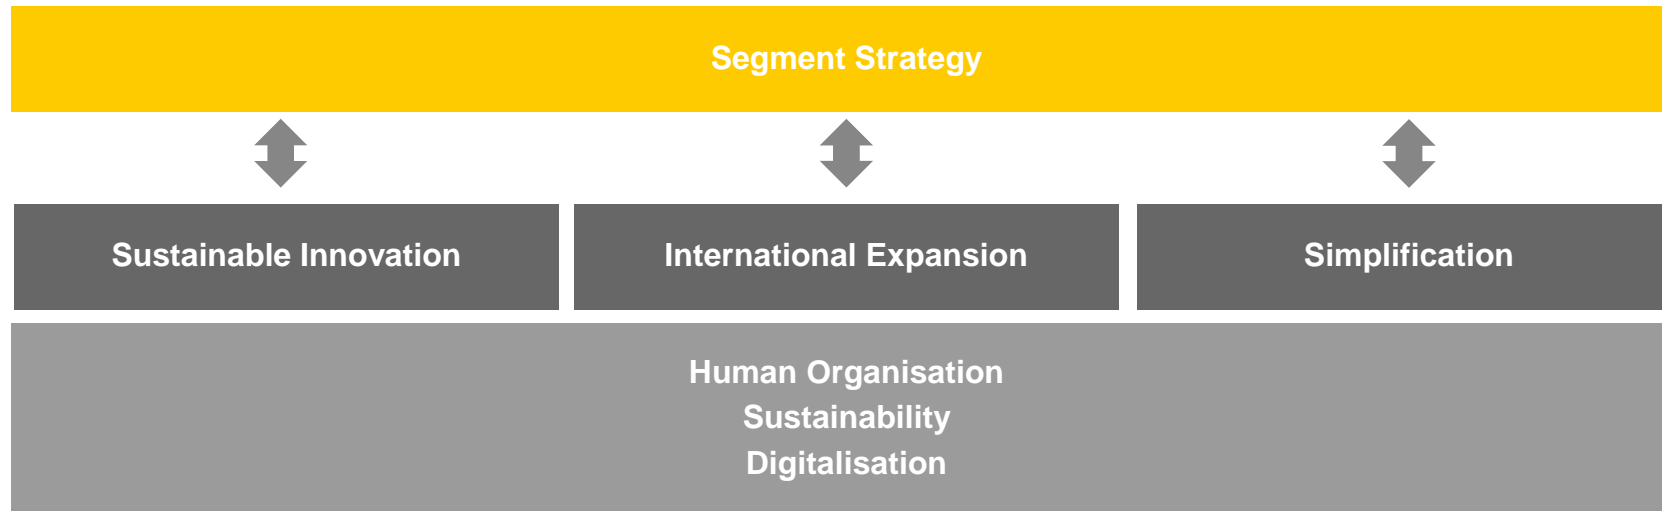 Segment Strategy
Sustainable Innovation
International Expansion
Simplification
Human Organisation
Sustainability
Digitalisation